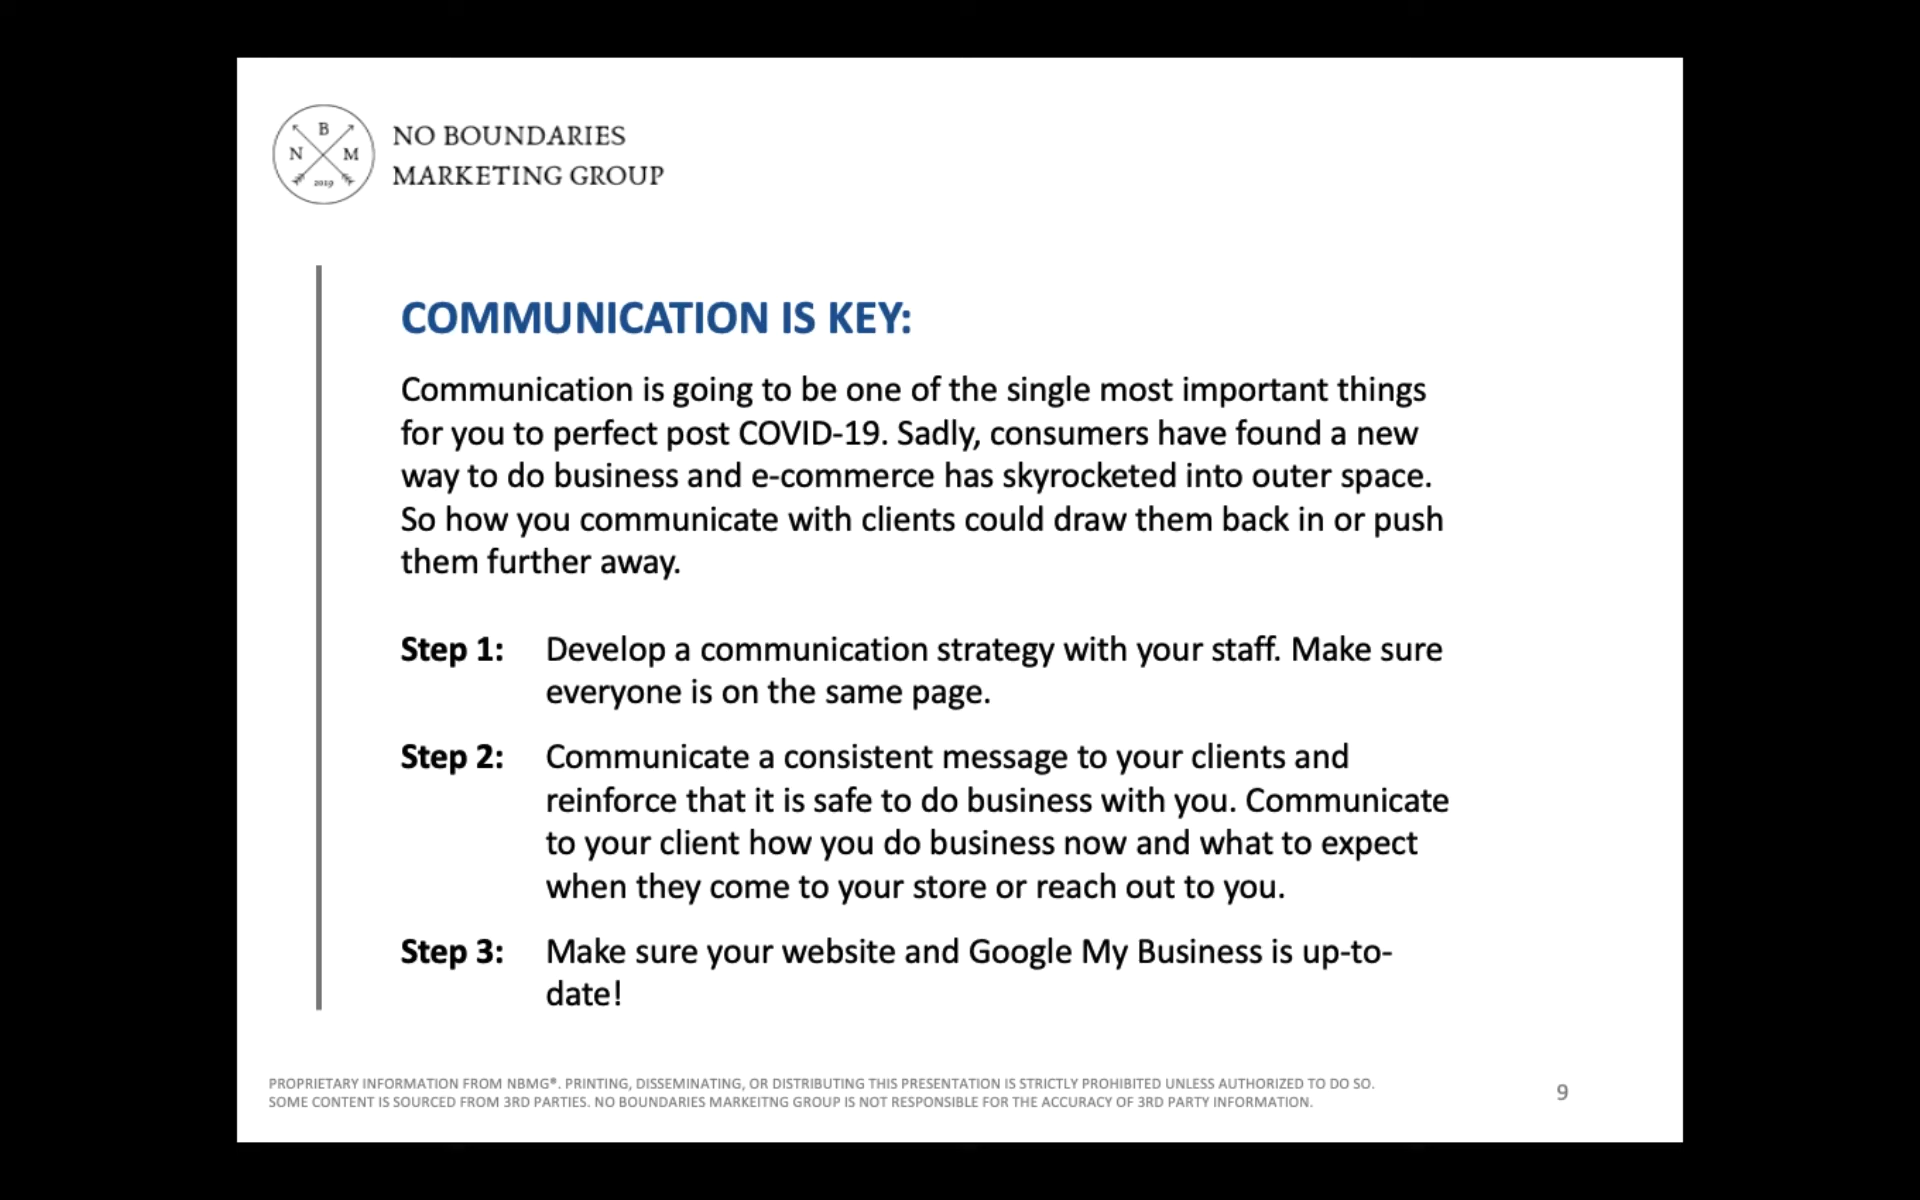 B
N M
2019
NO BOUNDARIES
MARKETING GROUP
COMMUNICATION IS KEY:
Communication is going to be one of the single most important things
for you to perfect post COVID-19. Sadly, consumers have found a new
way to do business and e-commerce has skyrocketed into outer space.
So how you communicate with clients could draw them back in or push
them further away.
Step 1: Develop a communication strategy with your staff. Make sure
everyone is on the same page.
Step 2: Communicate a consistent message to your clients and
reinforce that it is safe to do business with you. Communicate
to your client how you do business now and what to expect
when they come to your store or reach out to you.
Step 3: Make sure your website and Google My Business is up-to-
date!
PROPRIETARY INFORMATION FROM NBMG®. PRINTING, DISSEMINATING, OR DISTRIBUTING THIS PRESENTATION IS STRICTLY PROHIBITED UNLESS AUTHORIZED TO DO SO.
SOME CONTENT IS SOURCED FROM 3RD PARTIES. NO BOUNDARIES MARKEITNG GROUP IS NOT RESPONSIBLE FOR THE ACCURACY OF 3RD PARTY INFORMATION.
9